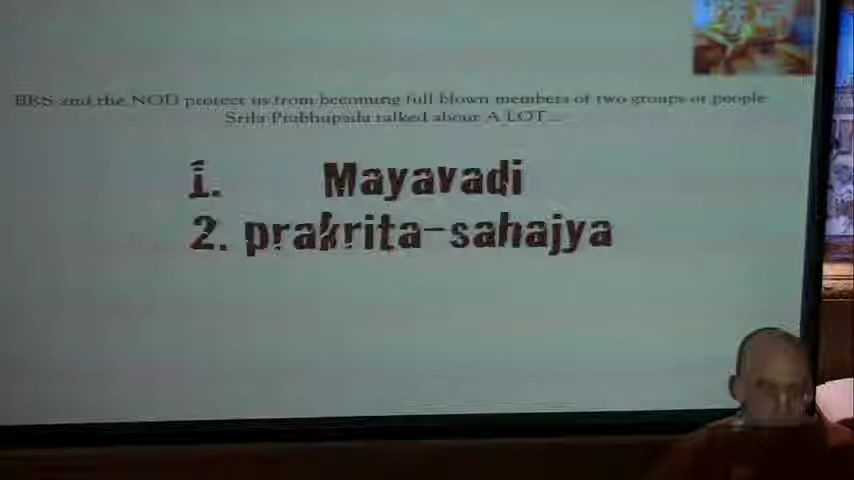 BRS and the NOD protect us from becoming full blown members of two groups of people
Srila Prabhupada talked about A LOT...
1. Mayavadi
2. prakrita-sahajya